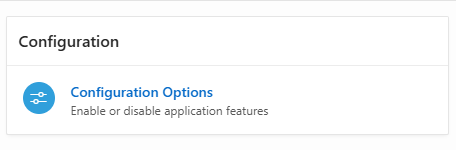 Configuration
Configuration Options
Enable or disable application features